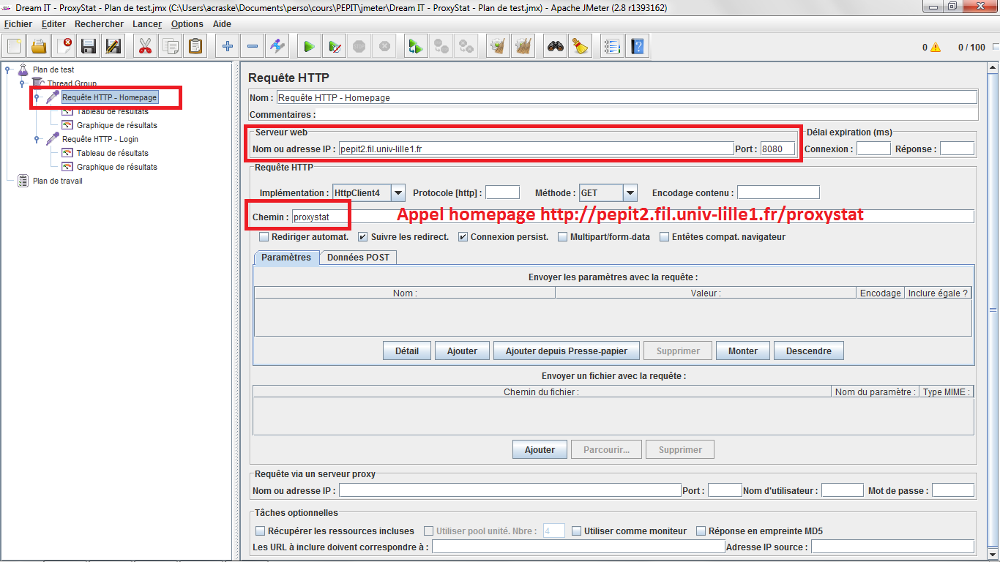 Dream IT - ProxyStat - Plan de test.jmx (C:\Users\acraske\Documents\perso\cours\PEPIT\jmeter\Dream IT - ProxyStat - Plan de test.jmx) - Apache JMeter (2.8 r1393162)
Fichier Editer Rechercher Lancer Options Aide
0 0 / 100
Plan de test
Thread Group
Requête HTTP - Homepage
Tableau de résultats
Graphique de résultats
Requête HTTP - Login
Tableau de résultats
Graphique de résultats
Plan de travail
Requête HTTP
Nom : Requête HTTP - Homepage
Commentaires :
Serveur web
Nom ou adresse IP : pepit2.fil.univ-lille1.fr Port : 8080
Délai expiration (ms)
Connexion : Réponse :
Requête HTTP
Implémentation : HttpClient4 Protocole [http] : Méthode : GET Encodage contenu :
Chemin : proxystat
Appel homepage http://pepit2.fil.univ-lille1.fr/proxystat
Rediriger automat. Suivre les redirect. Connexion persist. Multipart/form-data Entêtes compat. navigateur
Paramètres Données POST
Envoyer les paramètres avec la requête :
Nom : Valeur : Encodage Inclure égale ?
Détail Ajouter Ajouter depuis Presse-papier Supprimer Monter Descendre
Envoyer un fichier avec la requête :
Chemin du fichier : Nom du paramètre : Type MIME :
Ajouter Parcourir... Supprimer
Requête via un serveur proxy
Nom ou adresse IP : Port : Nom d'utilisateur : Mot de passe :
Tâches optionnelles
Récupérer les ressources incluses Utiliser pool unité. Nbre : 4 Utiliser comme moniteur Réponse en empreinte MD5
Les URL à inclure doivent correspondre à : Adresse IP source :